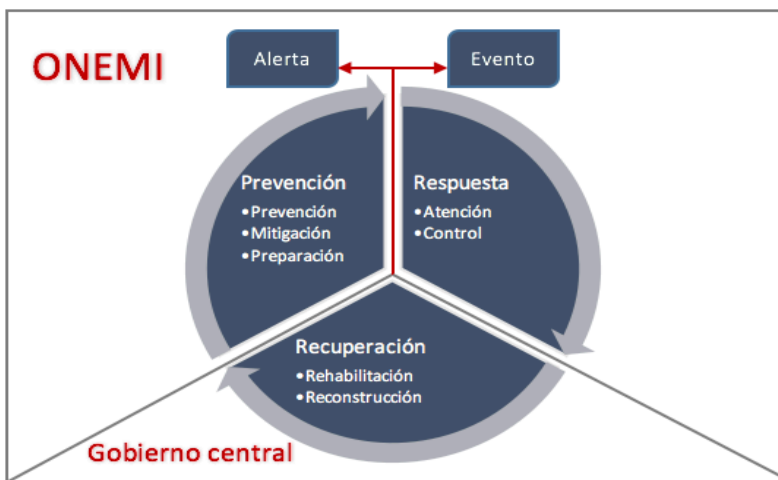 ONEMI
Alerta
Evento
Prevención
•Prevención
•Mitigación
•Preparación
Respuesta
•Atención
•Control
Recuperación
•Rehabilitación
•Reconstrucción
Gobierno central